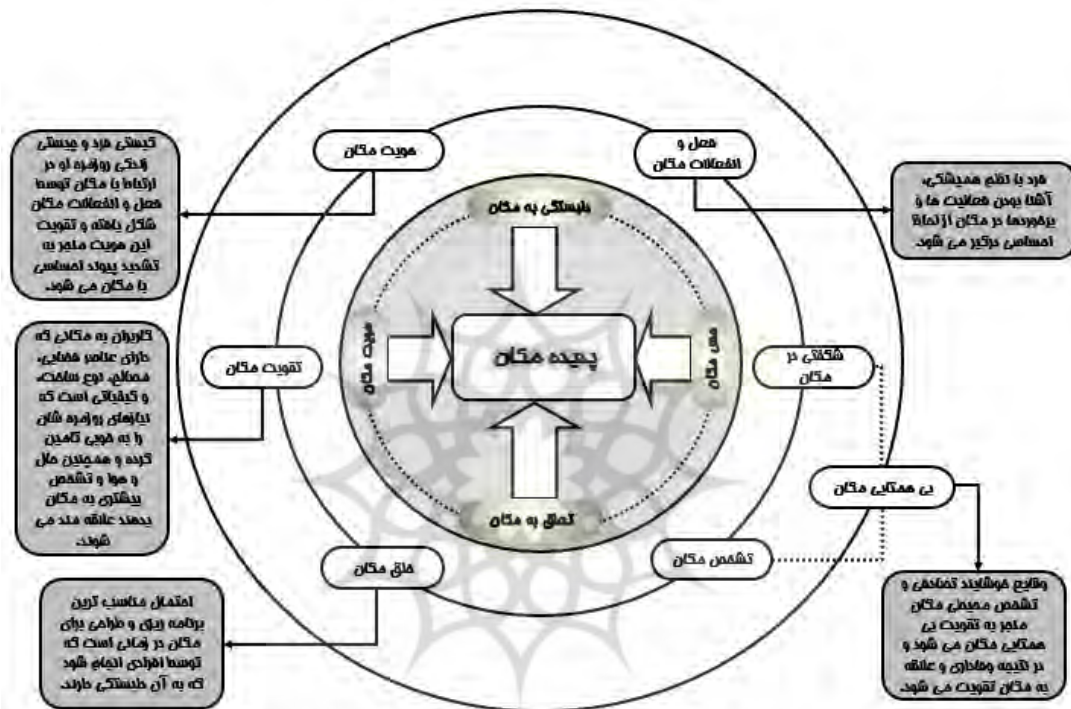 هویت مکان
فعل و
انفعالات مکان
فرد با نظم همیشگی،
آشنا بودن فعالیت ها و
برخوردها در مکان از لحاظ
احساسی درگیر می شود.
کیستی فرد و چیستی
زندگی روزمره او در
ارتباط با مکان توسط
فعل و انفعالات مکان
شکل یافته و تقویت
این هویت منجر به
تشدید پیوند احساسی
با مکان می شود.
دلبستگی به مکان
پدیده مکان
هویت مکان
حس مکان
تعلق به مکان
شگفتی در
مکان
تقویت مکان
کاربران به مکانی که
دارای عناصر فضایی،
مصالح، نوع ساخت،
و کیفیاتی است که
نیازهای روزمره شان
را به خوبی تامین
کرده و همچنین حال
و هوا و تشخص
بیشتری به مکان
بدهند علاقه مند می
شوند.
بی همتایی مکان
تشخص مکان
خلق مکان
احتمال مناسب ترین
برنامه ریزی و طراحی برای
مکان در زمانی است که
توسط افرادی انجام شود
که به آن دلبستگی دارند.
وقایع خوشایند تصادفی و
تشخص محیطی مکان
منجر به تقویت بی
همتایی مکان می شود و
در نتیجه وفاداری و علاقه
به مکان تقویت می شود.